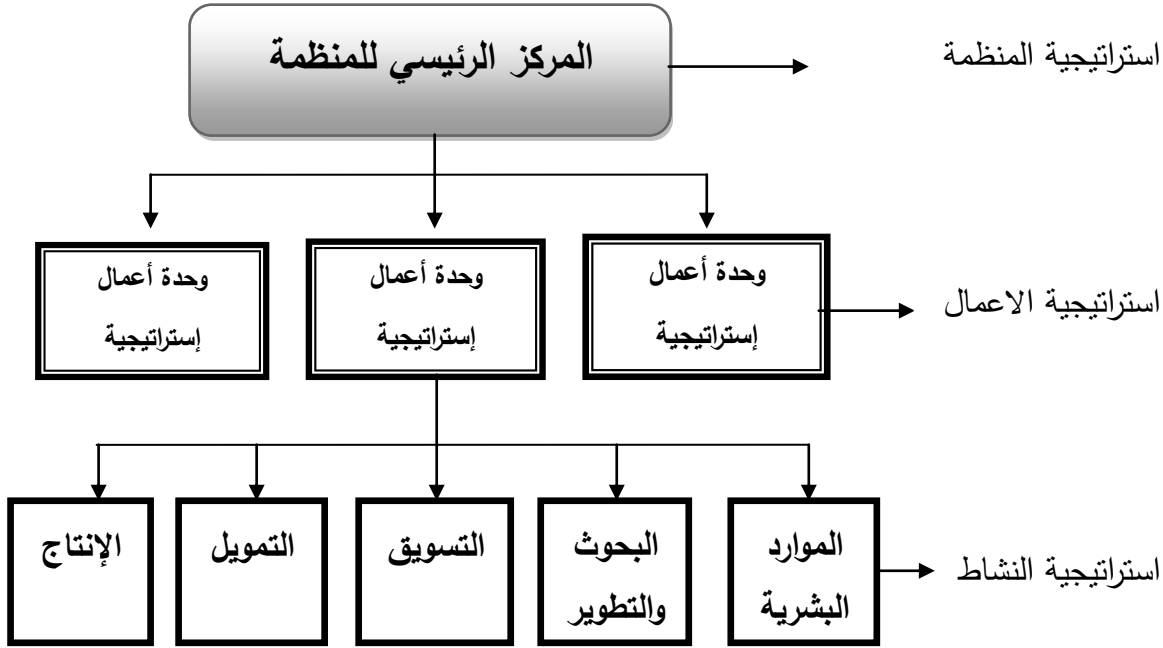 المركز الرئيسي للمنظمة
استراتيجية المنظمة
وحدة أعمال
إستراتيجية
وحدة أعمال
إستراتيجية
وحدة أعمال
إستراتيجية
استراتيجية الاعمال
الموارد
البشرية
البحوث
والتطوير
التسويق
التمويل
الإنتاج
استراتيجية النشاط